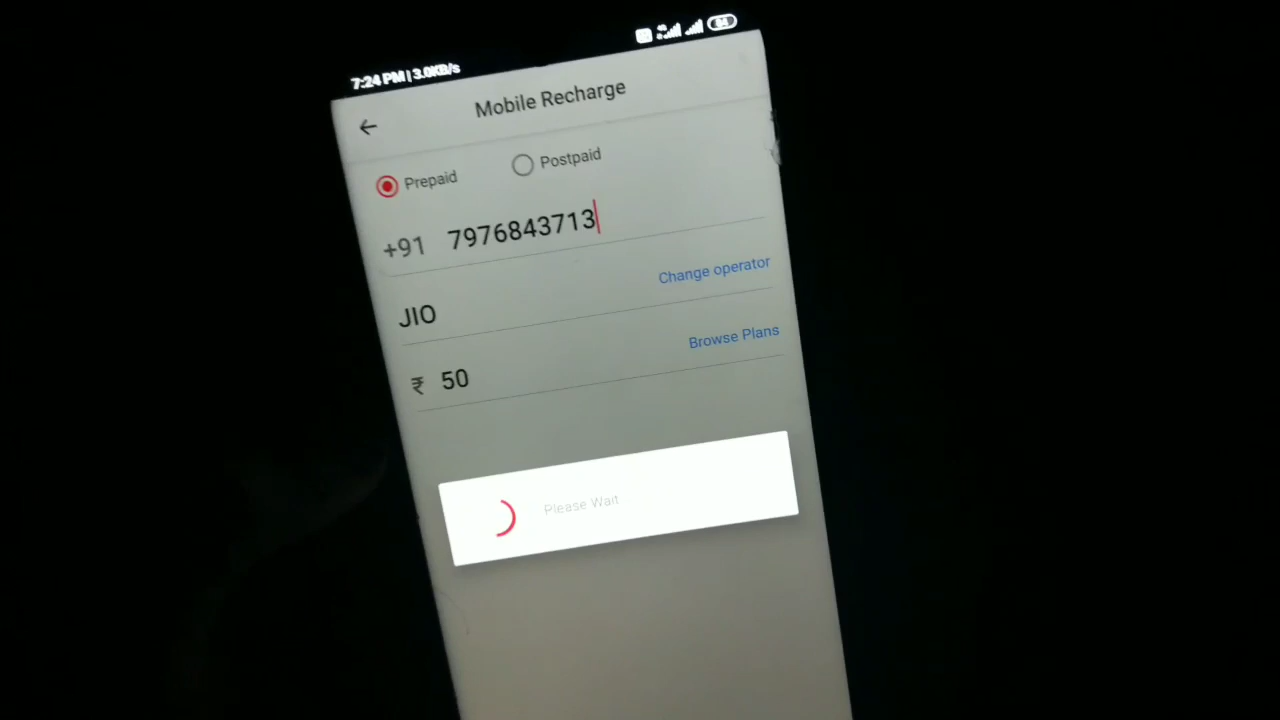 7:24 PM | 3.0KB/s
84
Mobile Recharge
Prepaid
Postpaid
+91 7976843713
Change operator
JIO
Browse Plans
₹ 50
Please Wait